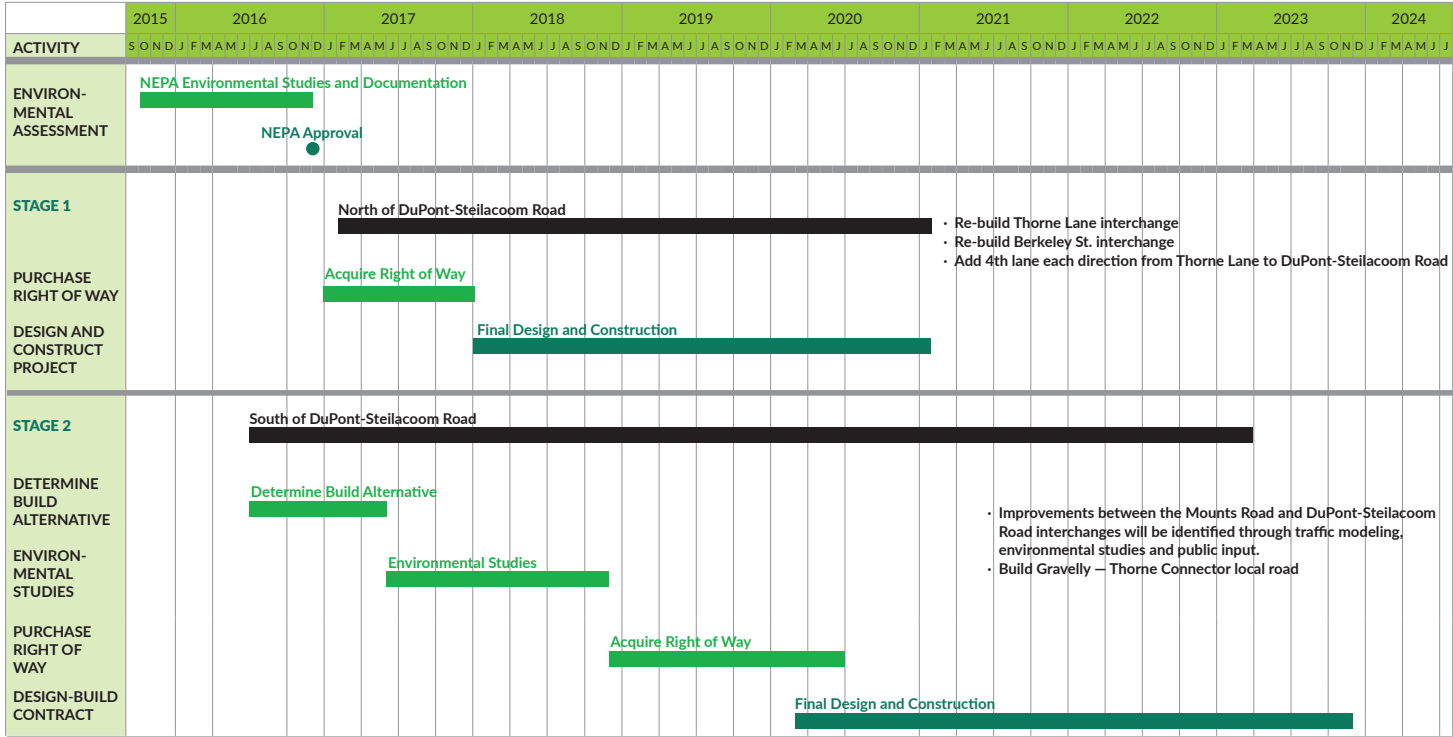 2015 2016 2017 2018 2019 2020 2021 2022 2023 2024
ACTIVITY S O N D J F M A M J J A S O N D J F M A M J J A S O N D J F M A M J J A S O N D J F M A M J J A S O N D J F M A M J J A S O N D J F M A M J J A S O N D J F M A M J J A S O N D J F M A M J J A S O N D J F M A M J J
ENVIRON-
MENTAL
ASSESSMENT
NEPA Environmental Studies and Documentation
NEPA Approval
STAGE 1
North of DuPont-Steilacoom Road
· Re-build Thorne Lane interchange
· Re-build Berkeley St. interchange
· Add 4th lane each direction from Thorne Lane to DuPont-Steilacoom Road
PURCHASE
RIGHT OF WAY
Acquire Right of Way
DESIGN AND
CONSTRUCT
PROJECT
Final Design and Construction
STAGE 2
South of DuPont-Steilacoom Road
DETERMINE
BUILD
ALTERNATIVE
Determine Build Alternative
· Improvements between the Mounts Road and DuPont-Steilacoom
Road interchanges will be identified through traffic modeling,
environmental studies and public input.
· Build Gravelly — Thorne Connector local road
ENVIRON-
MENTAL
STUDIES
Environmental Studies
PURCHASE
RIGHT OF
WAY
Acquire Right of Way
DESIGN-BUILD
CONTRACT
Final Design and Construction